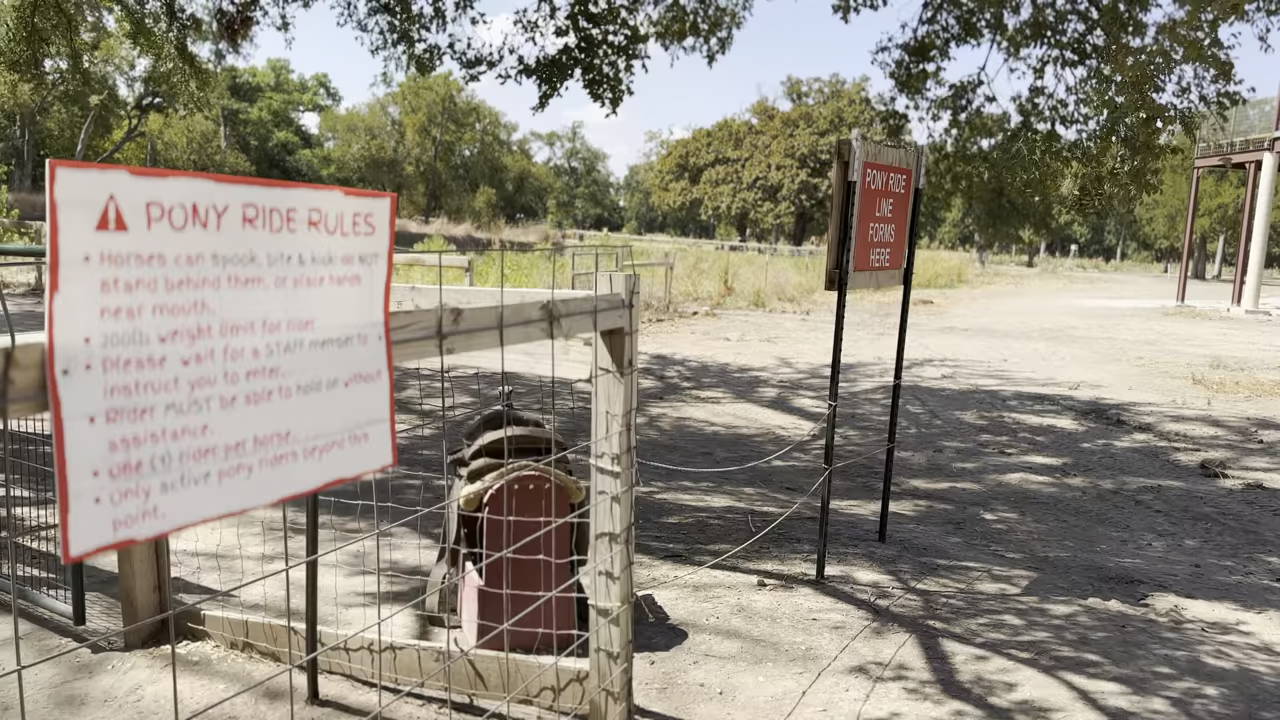 PONY RIDE RULES
• Horses can spook, bite & kick do NOT
stand behind them, or place hands
near mouth.
• 200lb weight limit for rider.
• Please wait for a STAFF member to
instruct you to enter.
• Rider MUST be able to hold on without
assistance.
• One (1) rider per horse.
• Only active pony riders beyond this
point.
PONY RIDE
LINE
FORMS
HERE